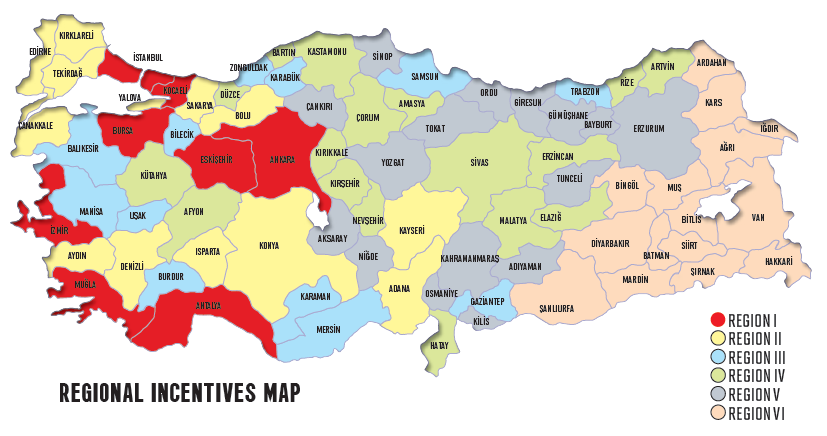 KIRKLARELİ
EDİRNE
TEKİRDAĞ
İSTANBUL
KOCAELİ
YALOVA
SAKARYA
DÜZCE
BOLU
ZONGULDAK
BARTIN
KARABÜK
KASTAMONU
SİNOP
SAMSUN
ÇANKIRI
ÇORUM
AMASYA
TOKAT
ORDU
GİRESUN
GÜMÜŞHANE
TRABZON
BAYBURT
RİZE
ARTVİN
ARDAHAN
KARS
IĞDIR
AĞRI
ERZURUM
ÇANAKKALE
BALIKESİR
BURSA
BİLECİK
ESKİŞEHİR
ANKARA
KIRIKKALE
KIRŞEHİR
YOZGAT
SİVAS
ERZİNCAN
TUNCELİ
BİNGÖL
MUŞ
BİTLİS
VAN
KÜTAHYA
MANİSA
UŞAK
AFYON
İZMİR
AYDIN
DENİZLİ
ISPARTA
BURDUR
MUĞLA
ANTALYA
KONYA
AKSARAY
NEVŞEHİR
NİĞDE
KAYSERİ
MALATYA
ELAZIĞ
DİYARBAKIR
BATMAN
SİİRT
ŞIRNAK
HAKKARİ
MARDİN
ŞANLIURFA
ADIYAMAN
KAHRAMANMARAŞ
OSMANİYE
GAZİANTEP
KİLİS
HATAY
ADANA
KARAMAN
MERSİN
REGION I
REGION II
REGION III
REGION IV
REGION V
REGION VI
REGIONAL INCENTIVES MAP